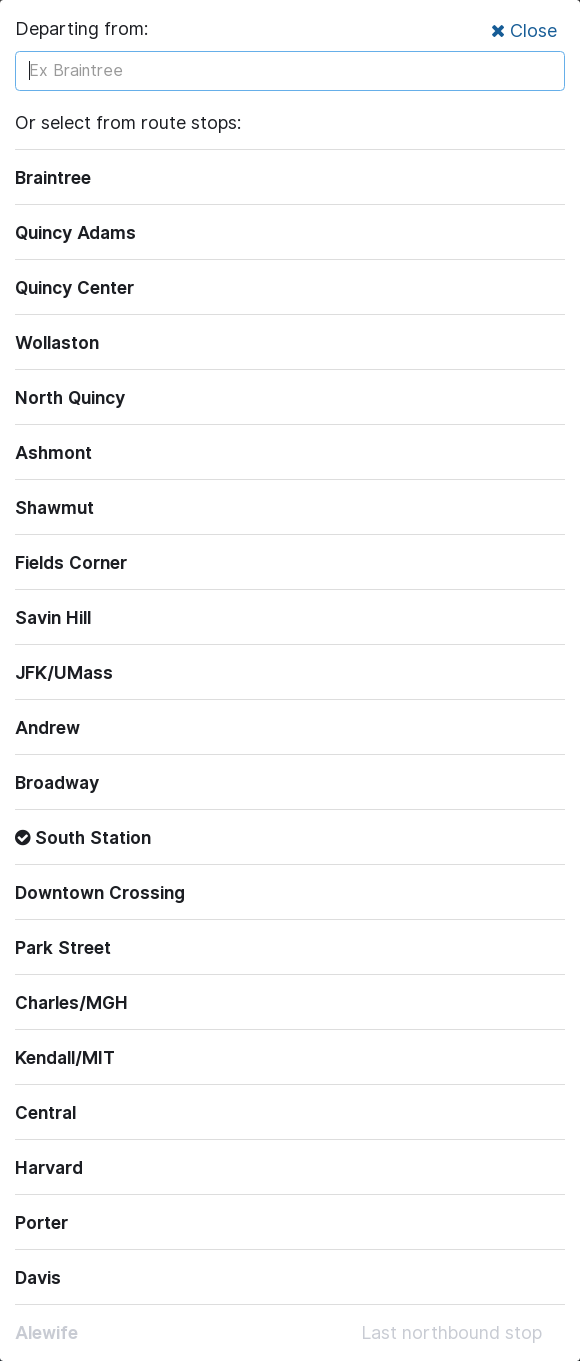 Departing from:
Close
Ex Braintree
Or select from route stops:
Braintree
Quincy Adams
Quincy Center
Wollaston
North Quincy
Ashmont
Shawmut
Fields Corner
Savin Hill
JFK/UMass
Andrew
Broadway
South Station
Downtown Crossing
Park Street
Charles/MGH
Kendall/MIT
Central
Harvard
Porter
Davis
Alewife Last northbound stop